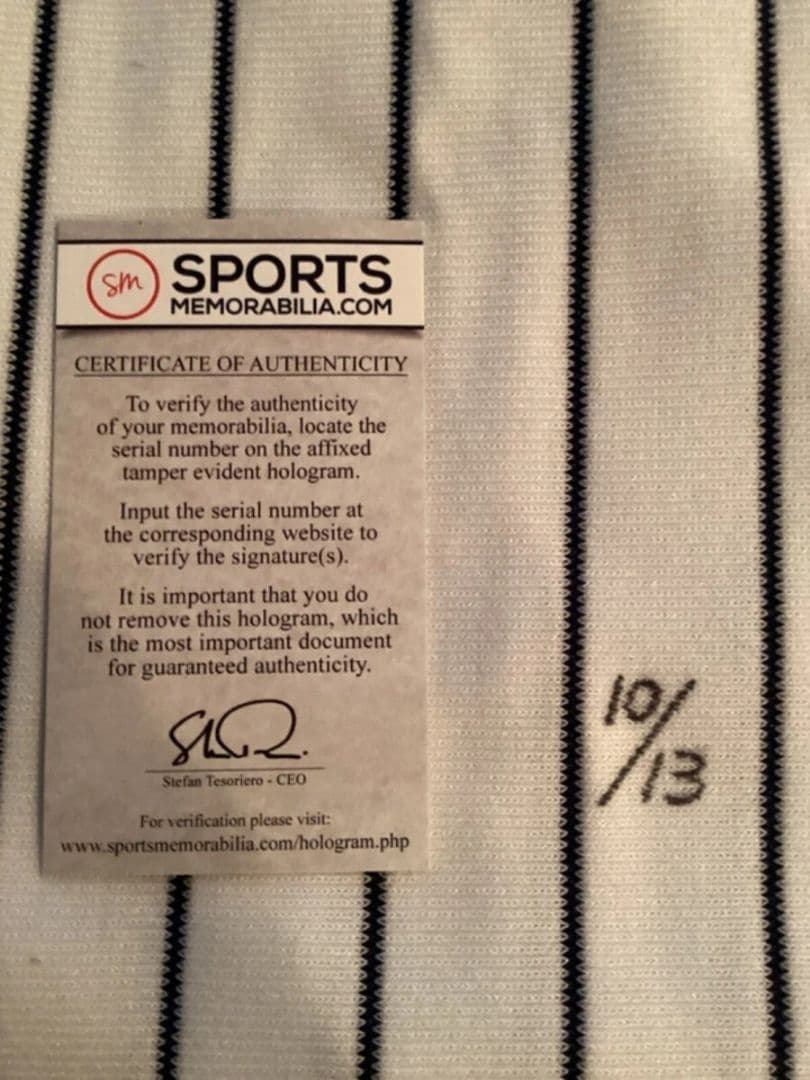 sm
SPORTS
MEMORABILIA.COM
CERTIFICATE OF AUTHENTICITY
To verify the authenticity
of your memorabilia, locate the
serial number on the affixed
tamper evident hologram.
Input the serial number at
the corresponding website to
verify the signature(s).
It is important that you do
not remove this hologram, which
is the most important document
for guaranteed authenticity.
Stefan Tesoriero - CEO
For verification please visit:
www.sportsmemorabilia.com/hologram.php
10/13